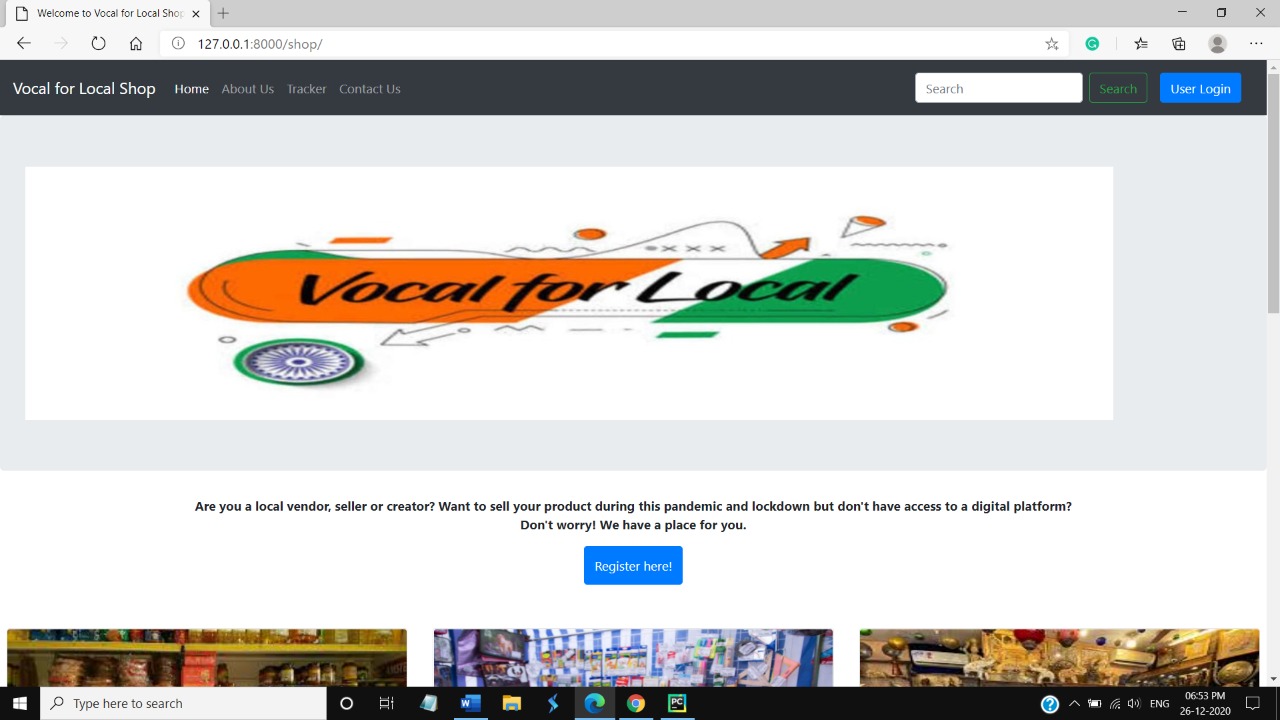 Welcome to Vocal for Local Shop
127.0.0.1:8000/shop/
Vocal for Local Shop Home About Us Tracker Contact Us Search Search User Login
Vocal for Local
Are you a local vendor, seller or creator? Want to sell your product during this pandemic and lockdown but don't have access to a digital platform?
Don't worry! We have a place for you.
Register here!
Type here to search
ENG
06:53 PM
26-12-2020